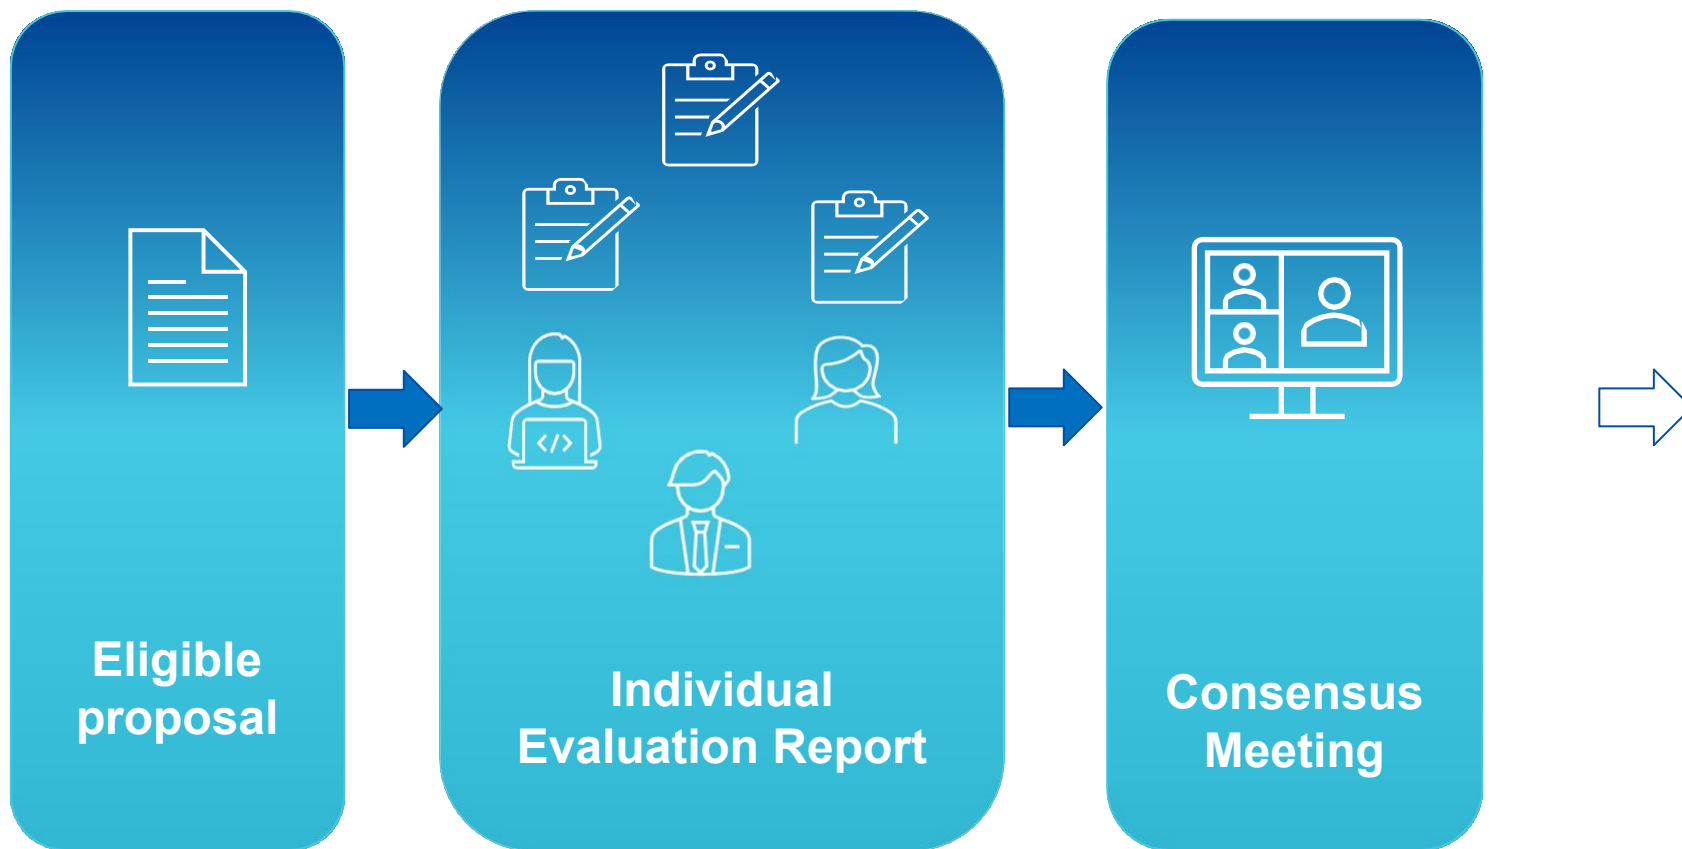 Eligible
proposal
</>
Individual
Evaluation Report
Consensus
Meeting